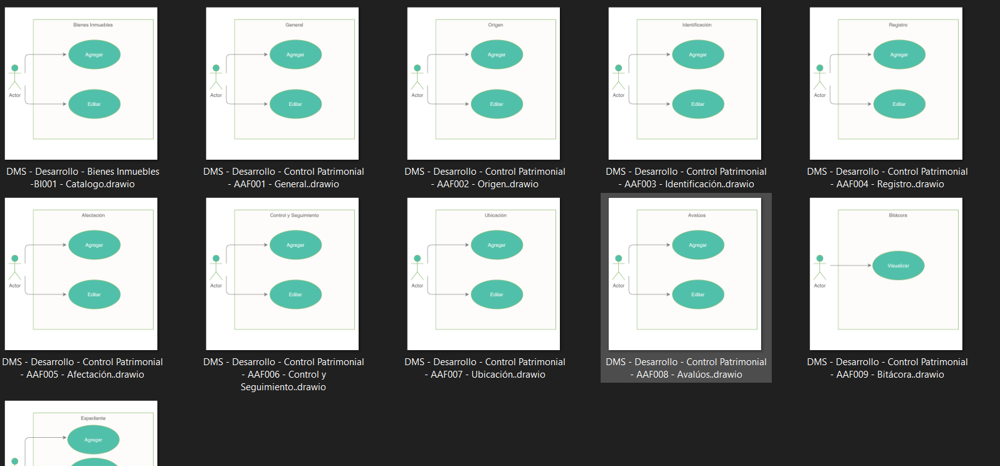 Bienes Inmuebles
Agregar
Actor
Editar
DMS - Desarrollo - Bienes Inmuebles
-BI001 - Catalogo.drawio
General
Agregar
Actor
Editar
DMS - Desarrollo - Control Patrimonial
- AAF001 - General..drawio
Origen
Agregar
Actor
Editar
DMS - Desarrollo - Control Patrimonial
- AAF002 - Origen..drawio
Identificación
Agregar
Actor
Editar
DMS - Desarrollo - Control Patrimonial
- AAF003 - Identificación..drawio
Registro
Agregar
Actor
Editar
DMS - Desarrollo - Control Patrimonial
- AAF004 - Registro..drawio
Afectación
Agregar
Actor
Editar
DMS - Desarrollo - Control Patrimonial
- AAF005 - Afectación..drawio
Control y Seguimiento
Agregar
Actor
Editar
DMS - Desarrollo - Control Patrimonial
- AAF006 - Control y
Seguimiento..drawio
Ubicación
Agregar
Actor
Editar
DMS - Desarrollo - Control Patrimonial
- AAF007 - Ubicación..drawio
Avalúos
Agregar
Actor
Editar
DMS - Desarrollo - Control Patrimonial
- AAF008 - Avalúos..drawio
Bitácora
Visualizar
Actor
DMS - Desarrollo - Control Patrimonial
- AAF009 - Bitácora..drawio
Expediente
Agregar